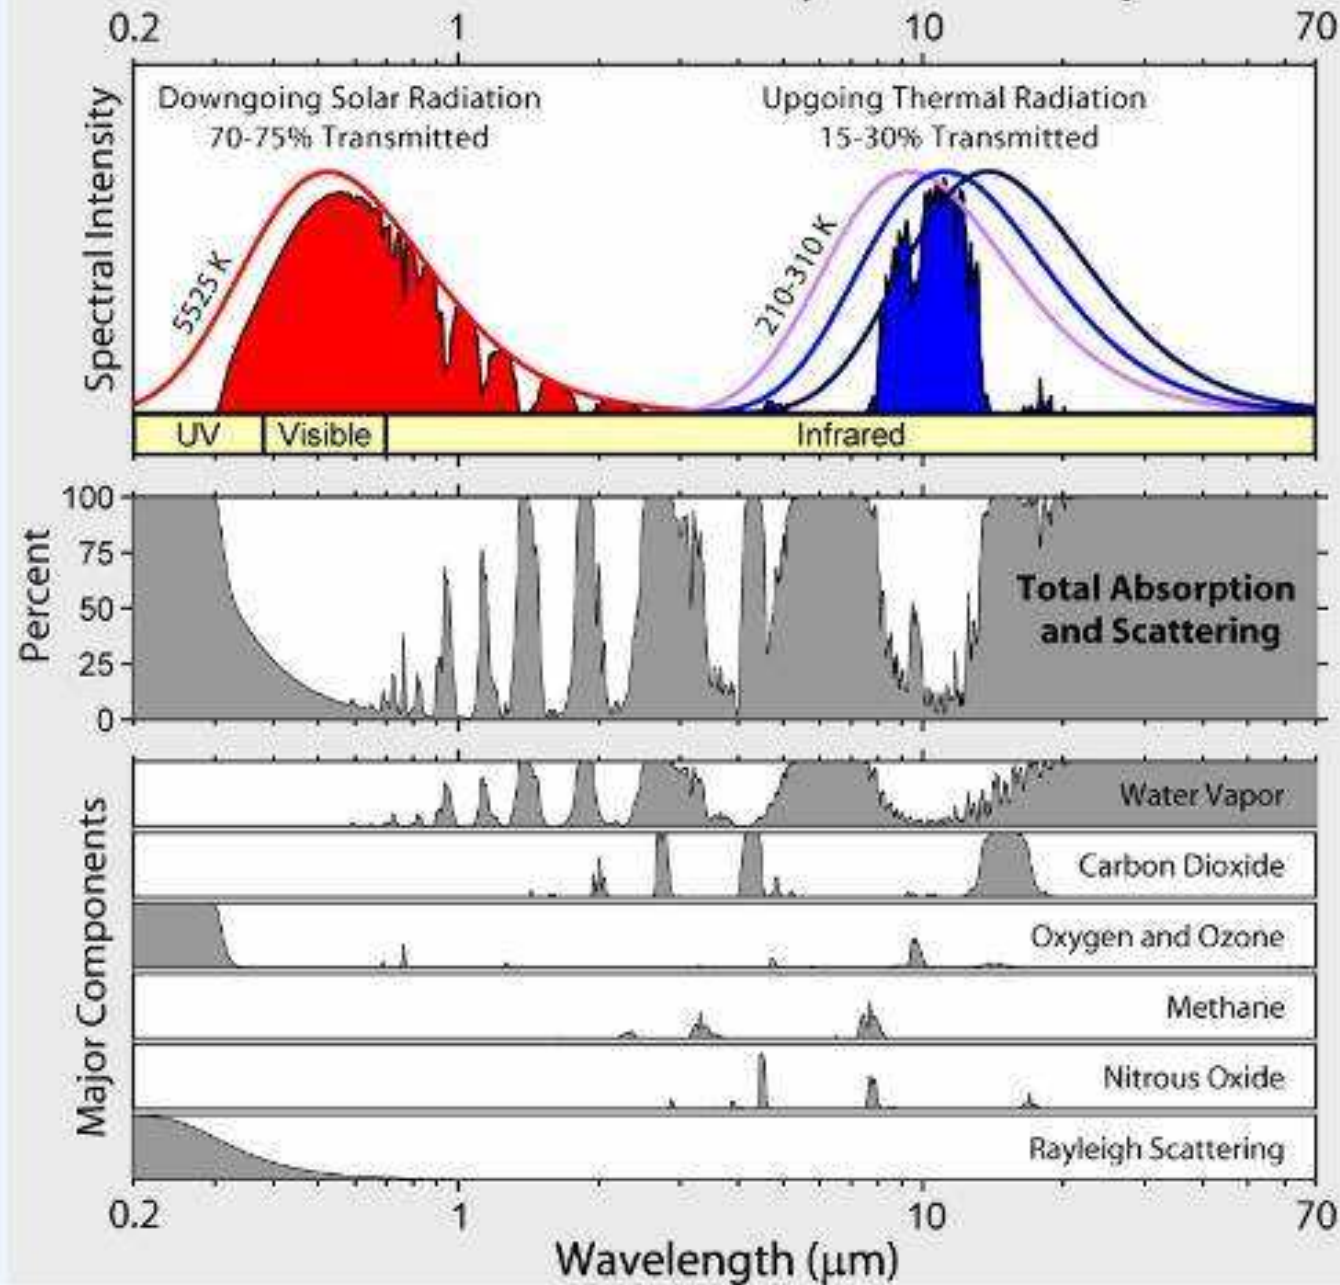 0.2 1 10 70
Downgoing Solar Radiation
70-75% Transmitted
Upgoing Thermal Radiation
15-30% Transmitted
Spectral Intensity
5525 K
210-310 K
UV Visible Infrared
Percent
100
75
50
25
0
Total Absorption
and Scattering
Major Components
Water Vapor
Carbon Dioxide
Oxygen and Ozone
Methane
Nitrous Oxide
Rayleigh Scattering
0.2 1 10 70
Wavelength (μm)